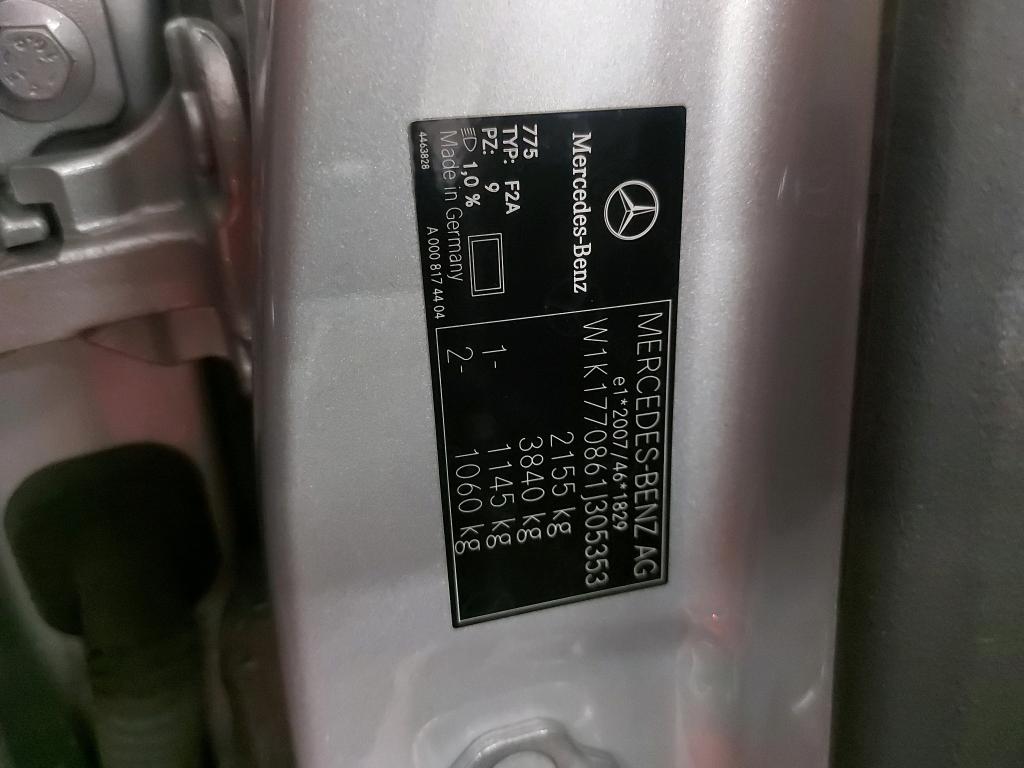 Mercedes-Benz
775
TYP: F2A
PZ: 9
1,0 %
Made in Germany
4463828
A 000 817 44 04
MERCEDES-BENZ AG
e1*2007/46*1829
W1K1770861J305353
2155 kg
3840 kg
1- 1145 kg
2- 1060 kg